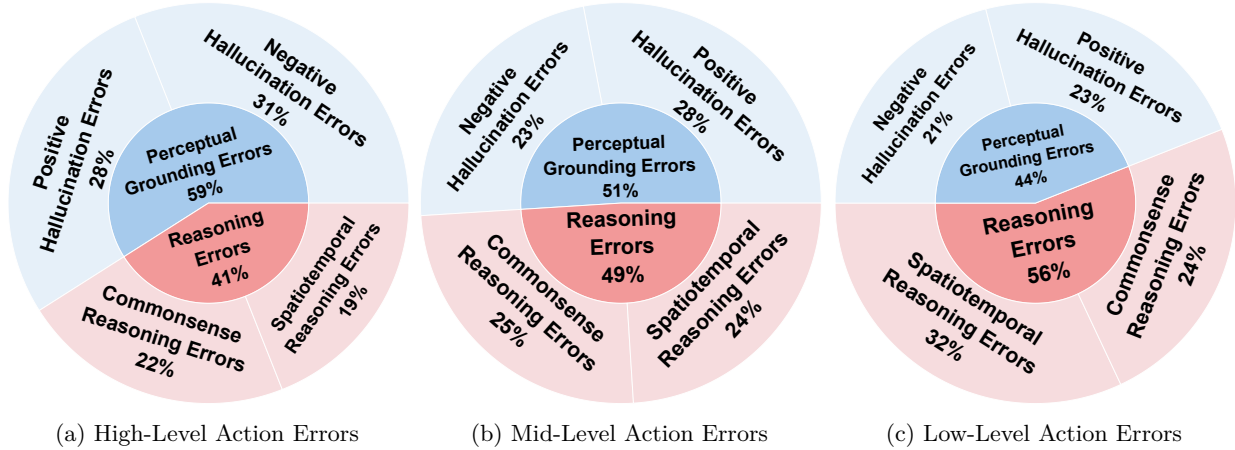 Positive
Hallucination Errors
28%
Negative
Hallucination Errors
31%
Perceptual
Grounding Errors
59%
Reasoning
Errors
41%
Commonsense
Reasoning Errors
22%
Spatiotemporal
Reasoning Errors
19%
(a) High-Level Action Errors
Negative
Hallucination Errors
23%
Positive
Hallucination Errors
28%
Perceptual
Grounding Errors
51%
Reasoning
Errors
49%
Commonsense
Reasoning Errors
25%
Spatiotemporal
Reasoning Errors
24%
(b) Mid-Level Action Errors
Negative
Hallucination Errors
21%
Positive
Hallucination Errors
23%
Perceptual
Grounding Errors
44%
Reasoning
Errors
56%
Spatiotemporal
Reasoning Errors
32%
Commonsense
Reasoning Errors
24%
(c) Low-Level Action Errors